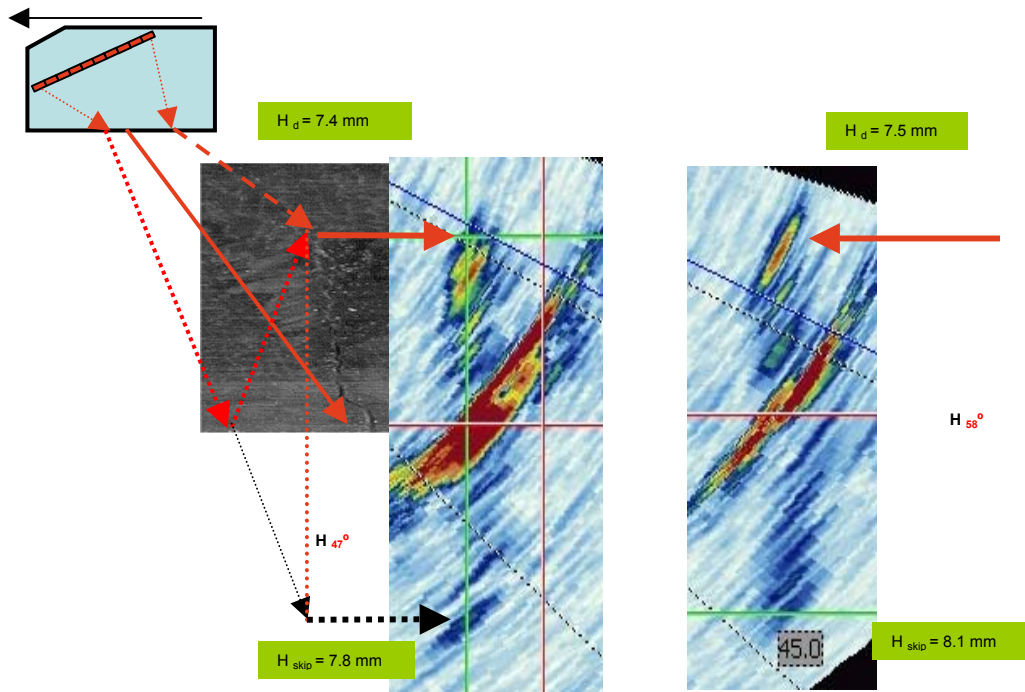 H d = 7.4 mm
H d = 7.5 mm
H 58°
H 47°
H skip = 7.8 mm
H skip = 8.1 mm
45.0